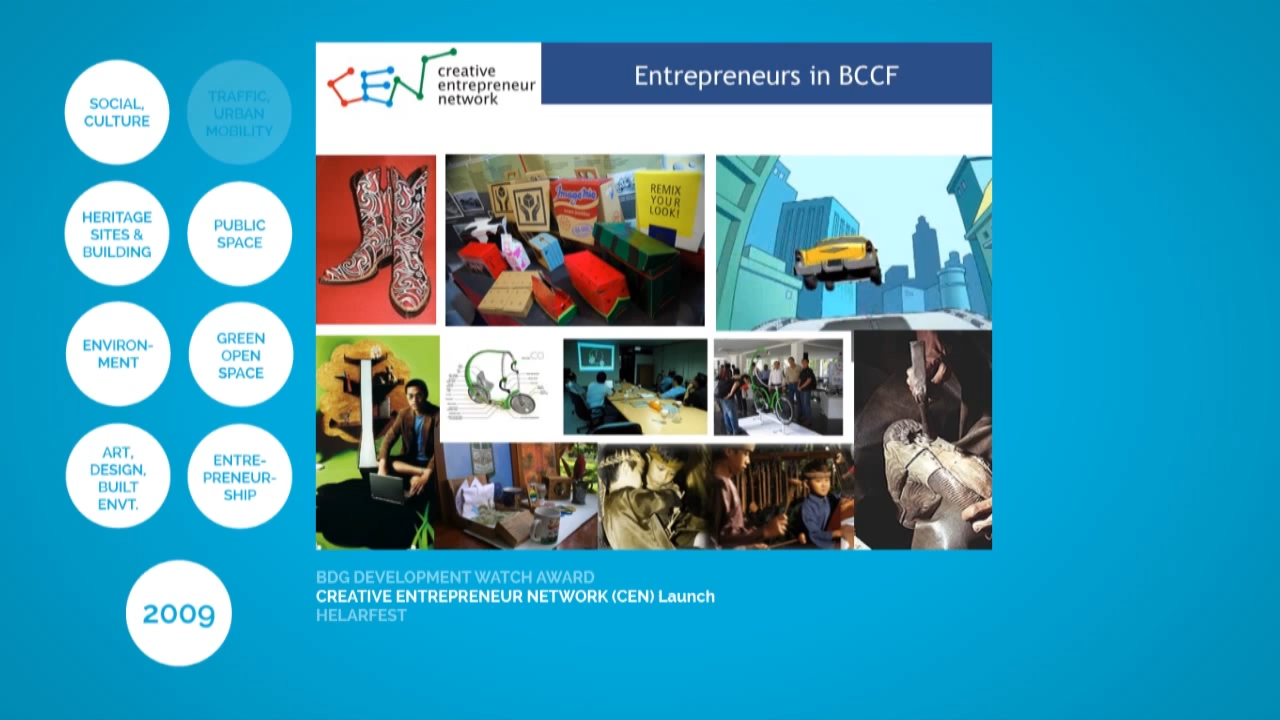 SOCIAL,
CULTURE
TRAFFIC,
URBAN
MOBILITY
HERITAGE
SITES &
BUILDING
PUBLIC
SPACE
ENVIRON-
MENT
GREEN
OPEN
SPACE
ART,
DESIGN,
BUILT
ENVT.
ENTRE-
PRENEUR-
SHIP
2009
CEN
creative
entrepreneur
network
Entrepreneurs in BCCF
REMIX
YOUR
LOOK!
BDG DEVELOPMENT WATCH AWARD
CREATIVE ENTREPRENEUR NETWORK (CEN) Launch
HELARFEST